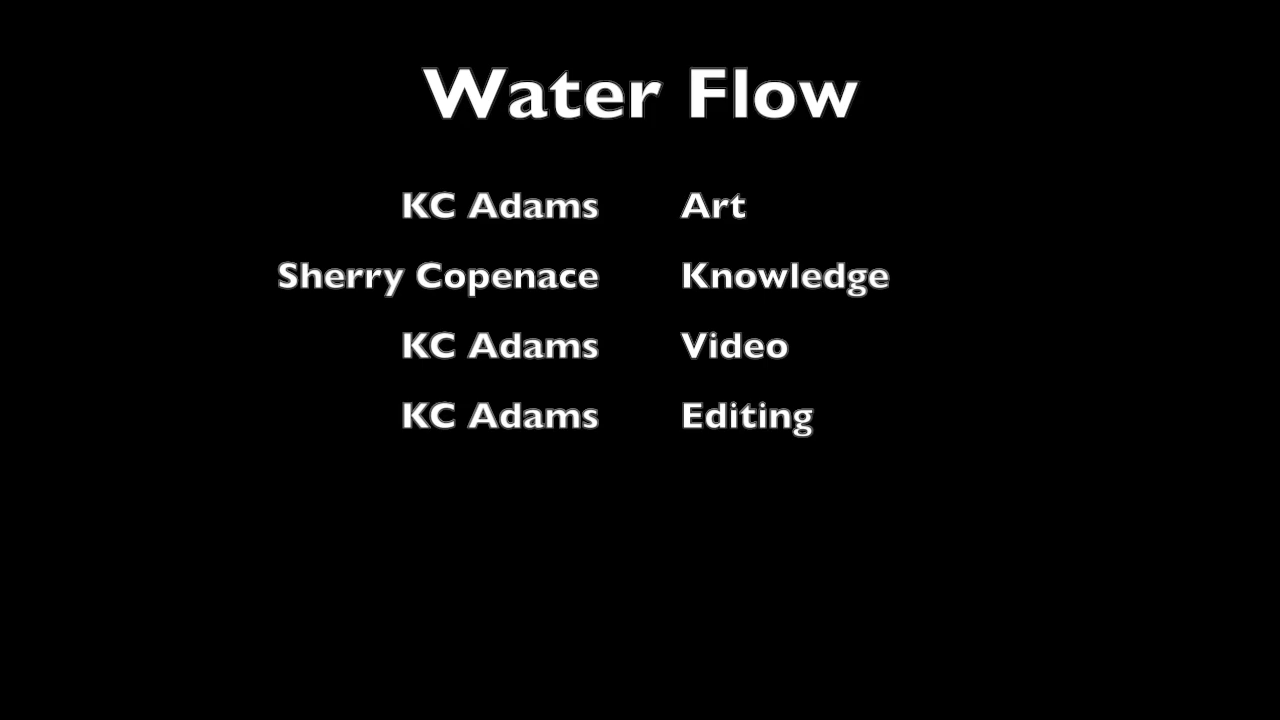 Water Flow
KC Adams Art
Sherry Copenace Knowledge
KC Adams Video
KC Adams Editing